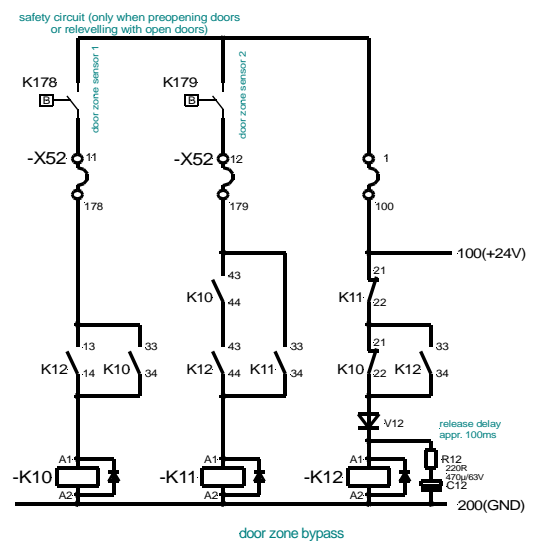 safety circuit (only when preopening doors
or relevelling with open doors)
K178
B
door zone sensor 1
K179
B
door zone sensor 2
-X52
11
178
-X52
12
179
1
100
100(+24V)
43
K10
44
21
K11
22
13
K12
14
33
K10
34
43
K12
44
33
K11
34
21
K10
22
33
K12
34
V12
release delay
appr. 100ms
R12
220R
470µ/63V
C12
A1
-K10
A2
A1
-K11
A2
A1
-K12
A2
200(GND)
door zone bypass